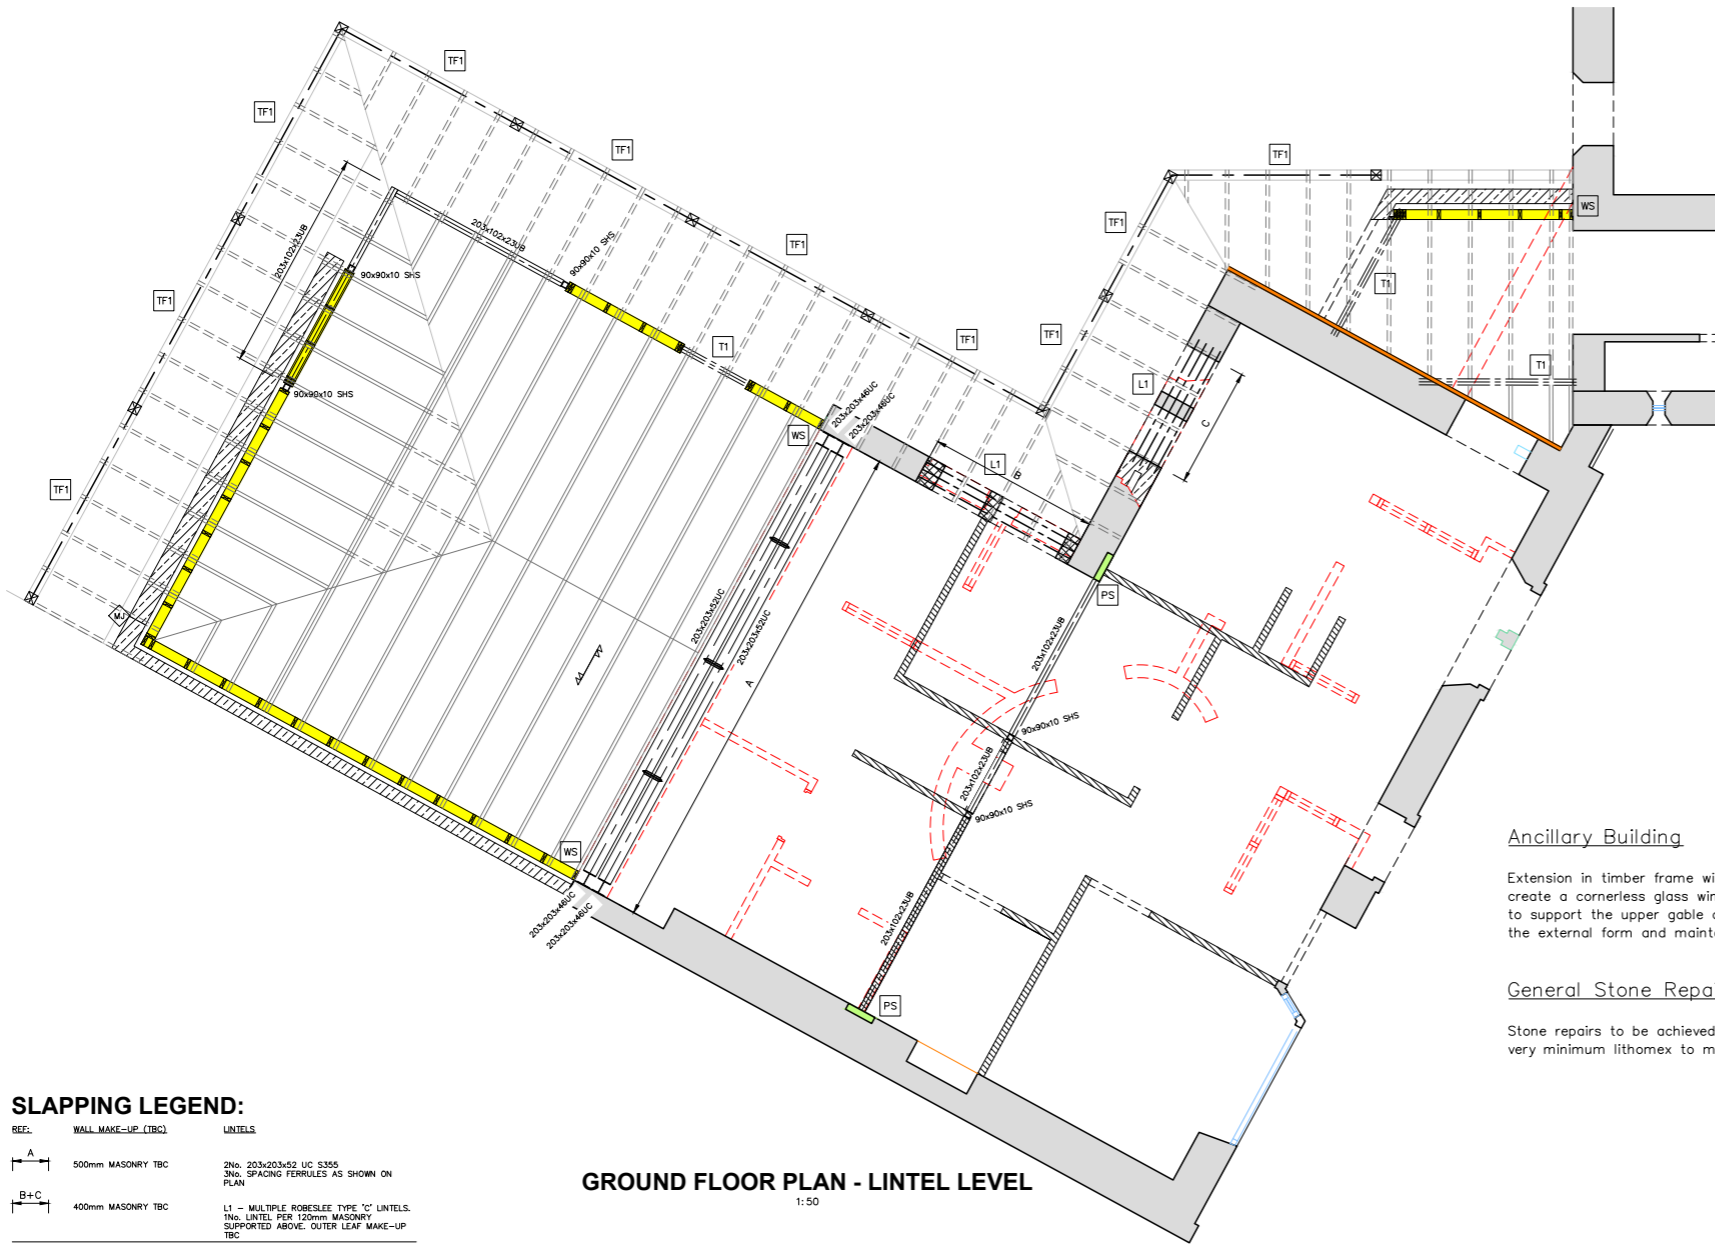 TF1
TF1
TF1
TF1
TF1
TF1
TF1
TF1
TF1
TF1
203x102x23UB
203x102x23UB
90x90x10 SHS
90x90x10 SHS
90x90x10 SHS
WS
T1
T1
T1
L1
C
L1
B
203x203x46UC
203x203x46UC
WS
MJ
203x203x52UC
203x203x52UC
A
PS
203x102x23UB
90x90x10 SHS
203x102x23UB
90x90x10 SHS
203x102x23UB
WS
203x203x46UC
203x203x46UC
PS
Ancillary Building
Extension in timber frame
create a cornerless glass
to support the upper gable
the external form and
General Stone
Stone repairs to be achieved
very minimum lithomex to
SLAPPING LEGEND:
REF: WALL MAKE-UP (TBC) LINTELS
A 500mm MASONRY TBC 2No. 203x203x52 UC S355
3No. SPACING FERRULES AS SHOWN ON
PLAN
B+C 400mm MASONRY TBC L1 - MULTIPLE ROBESLEE TYPE 'C' LINTELS.
1No. LINTEL PER 120mm MASONRY
SUPPORTED ABOVE. OUTER LEAF MAKE-UP
TBC
GROUND FLOOR PLAN - LINTEL LEVEL
1:50